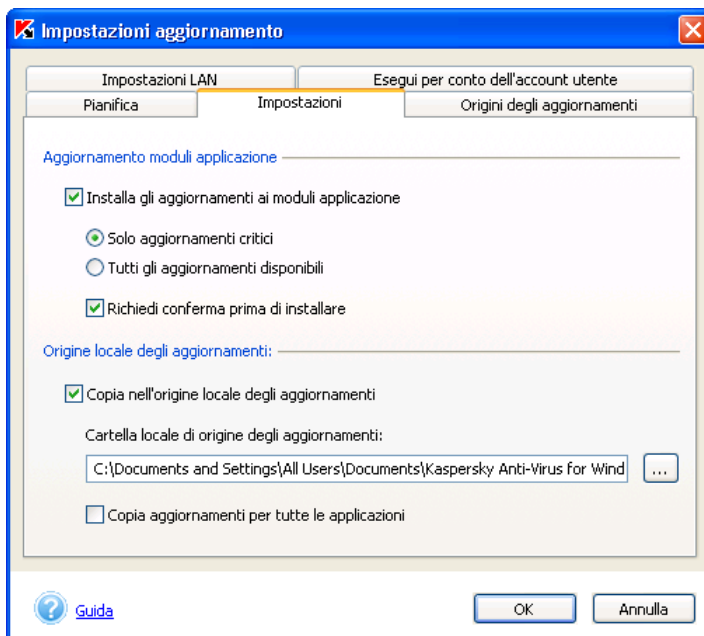 Impostazioni aggiornamento
Impostazioni LAN
Esegui per conto dell'account utente
Pianifica
Impostazioni
Origini degli aggiornamenti
Aggiornamento moduli applicazione
Installa gli aggiornamenti ai moduli applicazione
Solo aggiornamenti critici
Tutti gli aggiornamenti disponibili
Richiedi conferma prima di installare
Origine locale degli aggiornamenti:
Copia nell'origine locale degli aggiornamenti
Cartella locale di origine degli aggiornamenti:
C:\Documents and Settings\All Users\Documents\Kaspersky Anti-Virus for Wind
...
Copia aggiornamenti per tutte le applicazioni
Guida
OK
Annulla